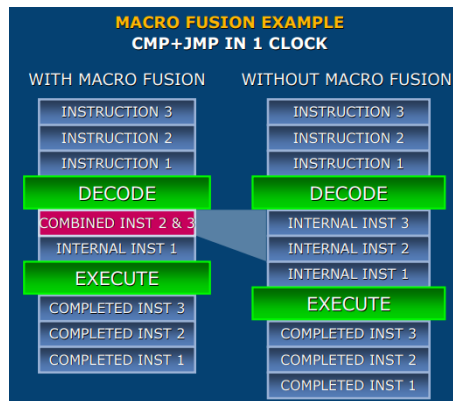 MACRO FUSION EXAMPLE
CMP+JMP IN 1 CLOCK
WITH MACRO FUSION
INSTRUCTION 3
INSTRUCTION 2
INSTRUCTION 1
DECODE
COMBINED INST 2 & 3
INTERNAL INST 1
EXECUTE
COMPLETED INST 3
COMPLETED INST 2
COMPLETED INST 1
WITHOUT MACRO FUSION
INSTRUCTION 3
INSTRUCTION 2
INSTRUCTION 1
DECODE
INTERNAL INST 3
INTERNAL INST 2
INTERNAL INST 1
EXECUTE
COMPLETED INST 3
COMPLETED INST 2
COMPLETED INST 1